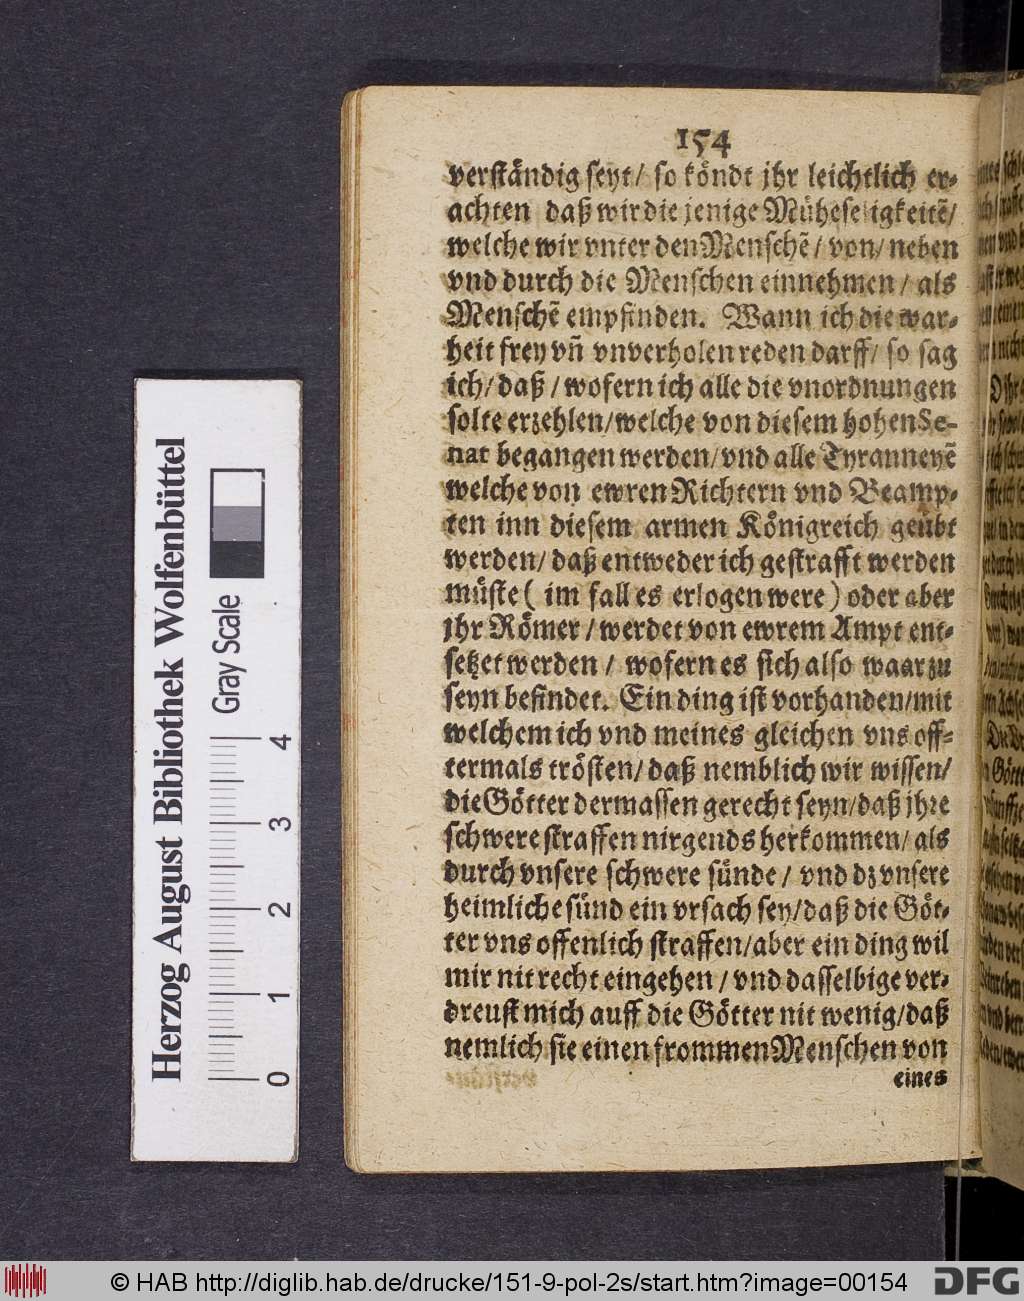 154
verständig seyt/ so köndt jhr leichtlich er-
achten daß wir die jenige Müheseligkeitẽ/
welche wir vnter den Menschẽ/ von/ neben
vnd durch die Menschen einnehmen/ als
Menschẽ empfinden. Wann ich die war-
heit frey vñ vnverholen reden darff/ so sag
ich/ daß/ wofern ich alle die vnordnungen
solte erzehlen/ welche von diesem hohen Se-
nat begangen werden/ vnd alle Tyranneyẽ
welche von ewren Richtern vnd Beamp-
ten inn diesem armen Königreich geübt
werden/ daß entweder ich gestrafft werden
müste ( im fall es erlogen were ) oder aber
jhr Römer/ werdet von ewrem Ampt ent-
setzet werden/ wofern es sich also waar zu
seyn befindet. Ein ding ist vorhanden/ mit
welchem ich vnd meines gleichen vns off-
termals trösten/ daß nemblich wir wissen/
die Götter dermassen gerecht seyn/ daß jhre
schwere straffen nirgends herkommen/ als
durch vnsere schwere sünde/ vnd dz vnsere
heimliche sünd ein vrsach sey/ daß die Göt-
ter vns offenlich straffen/ aber ein ding wil
mir nit recht eingehen/ vnd dasselbige ver-
dreust mich auff die Götter nit wenig/ daß
nemlich sie einen frommen Menschen von
eines
Herzog August Bibliothek Wolfenbüttel
Gray Scale
0 1 2 3 4
© HAB http://diglib.hab.de/drucke/151-9-pol-2s/start.htm?image=00154
DFG